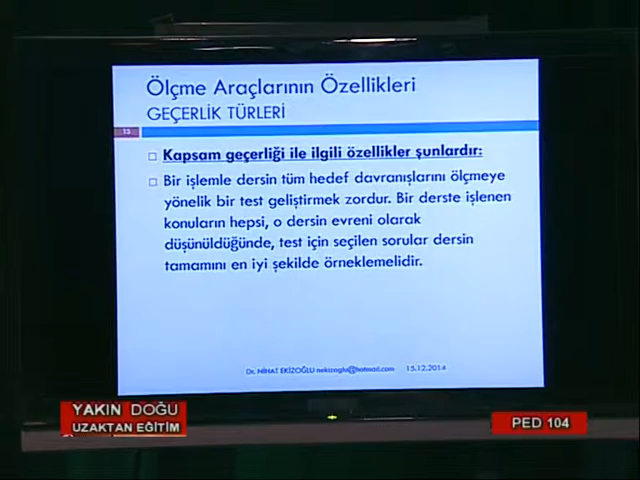 Ölçme Araçlarının Özellikleri
GEÇERLİK TÜRLERİ
13
□ Kapsam geçerliği ile ilgili özellikler şunlardır:
□ Bir işlemle dersin tüm hedef davranışlarını ölçmeye
yönelik bir test geliştirmek zordur. Bir derste işlenen
konuların hepsi, o dersin evreni olarak
düşünüldüğünde, test için seçilen sorular dersin
tamamını en iyi şekilde örneklemelidir.
Dr. NİHAT EKİZOĞLU nekizoglu@hotmail.com 15.12.2014
YAKIN DOĞU
UZAKTAN EĞİTİM
PED 104